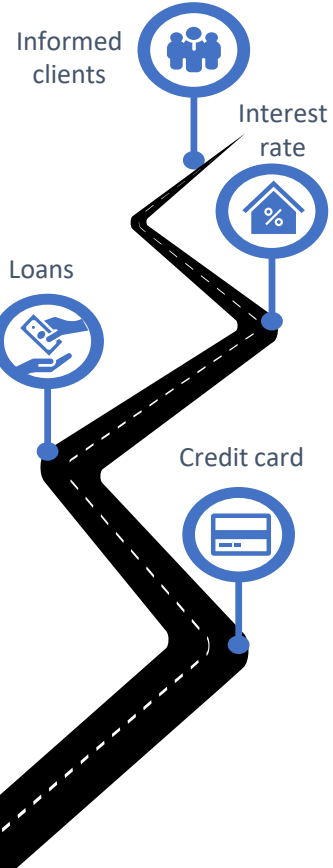 Informed
clients
Interest
rate
%
Loans
Credit card